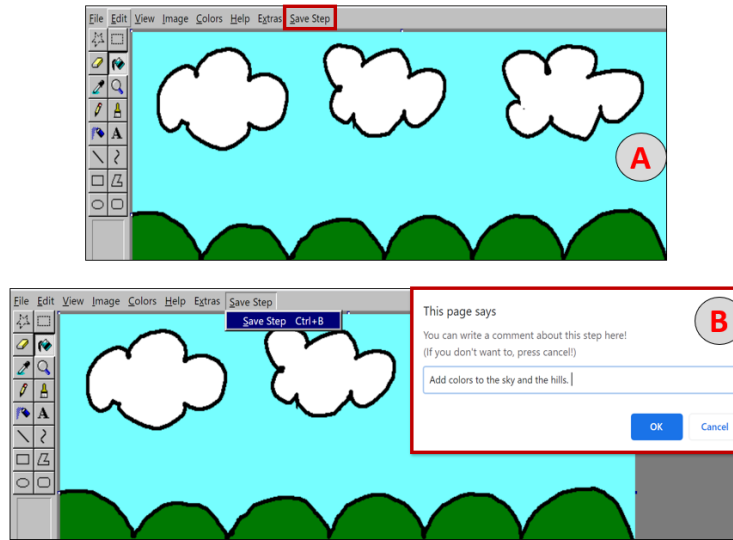 File Edit View Image Colors Help Extras Save Step
A
A
File Edit View Image Colors Help Extras Save Step
Save Step Ctrl+B
A
This page says
B
You can write a comment about this step here!
(If you don't want to, press cancel!)
Add colors to the sky and the hills.
OK Cancel